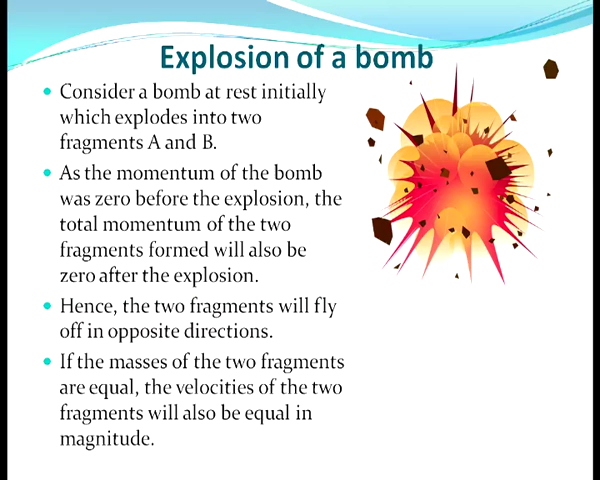 Explosion of a bomb
• Consider a bomb at rest initially
which explodes into two
fragments A and B.
• As the momentum of the bomb
was zero before the explosion, the
total momentum of the two
fragments formed will also be
zero after the explosion.
• Hence, the two fragments will fly
off in opposite directions.
• If the masses of the two fragments
are equal, the velocities of the two
fragments will also be equal in
magnitude.